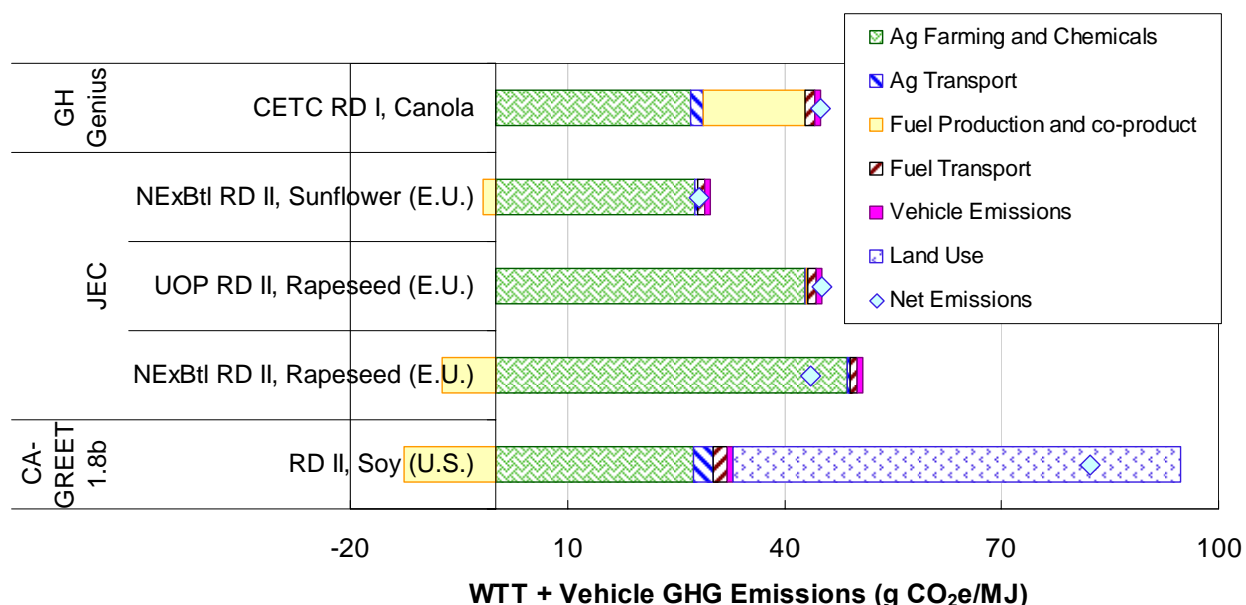 GH
Genius
CETC RD I, Canola
JEC
NExBtl RD II, Sunflower (E.U.)
UOP RD II, Rapeseed (E.U.)
NExBtl RD II, Rapeseed (E.U.)
CA-
GREET
1.8b
RD II, Soy (U.S.)
Ag Farming and Chemicals
Ag Transport
Fuel Production and co-product
Fuel Transport
Vehicle Emissions
Land Use
Net Emissions
-20 10 40 70 100
WTT + Vehicle GHG Emissions (g CO₂e/MJ)